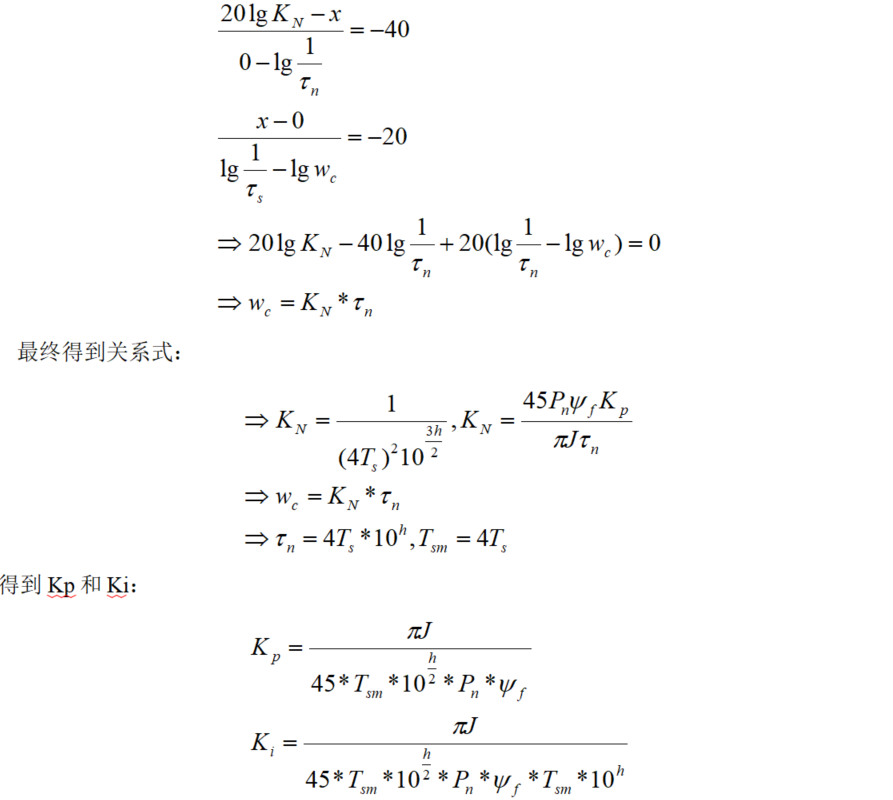 \frac{20\lg K_N - x}{0 - \lg\frac{1}{\tau_n}} = -40
\frac{x - 0}{\lg\frac{1}{\tau_s} - \lg w_c} = -20
\Rightarrow 20\lg K_N - 40\lg\frac{1}{\tau_n} + 20(\lg\frac{1}{\tau_n} - \lg w_c) = 0
\Rightarrow w_c = K_N * \tau_n
最终得到关系式：
\Rightarrow K_N = \frac{1}{(4T_s)^2 10^{\frac{3h}{2}}}, K_N = \frac{45P_n\psi_f K_p}{\pi J\tau_n}
\Rightarrow w_c = K_N * \tau_n
\Rightarrow \tau_n = 4T_s * 10^h, T_{sm} = 4T_s
得到 Kp 和 Ki：
K_p = \frac{\pi J}{45 * T_{sm} * 10^{\frac{h}{2}} * P_n * \psi_f}
K_i = \frac{\pi J}{45 * T_{sm} * 10^{\frac{h}{2}} * P_n * \psi_f * T_{sm} * 10^h}